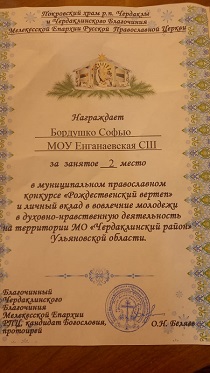 Покровский храм р.п. Чердаклы
и Чердаклинского Благочиния
Мелекесской Епархии Русской Православной Церкви
Награждает
Бордушко Софью
МОУ Енганаевская СШ
за занятое 2 место
в муниципальном православном
конкурсе «Рождественский вертеп»
и личный вклад в вовлечение молодежи
в духовно-нравственную деятельность
на территории МО «Чердаклинский район»
Ульяновской области.
Благочинный
Чердаклинского
Благочиния
Мелекесской Епархии
РПЦ, кандидат Богословия,
протоирей
О.Н. Беляев